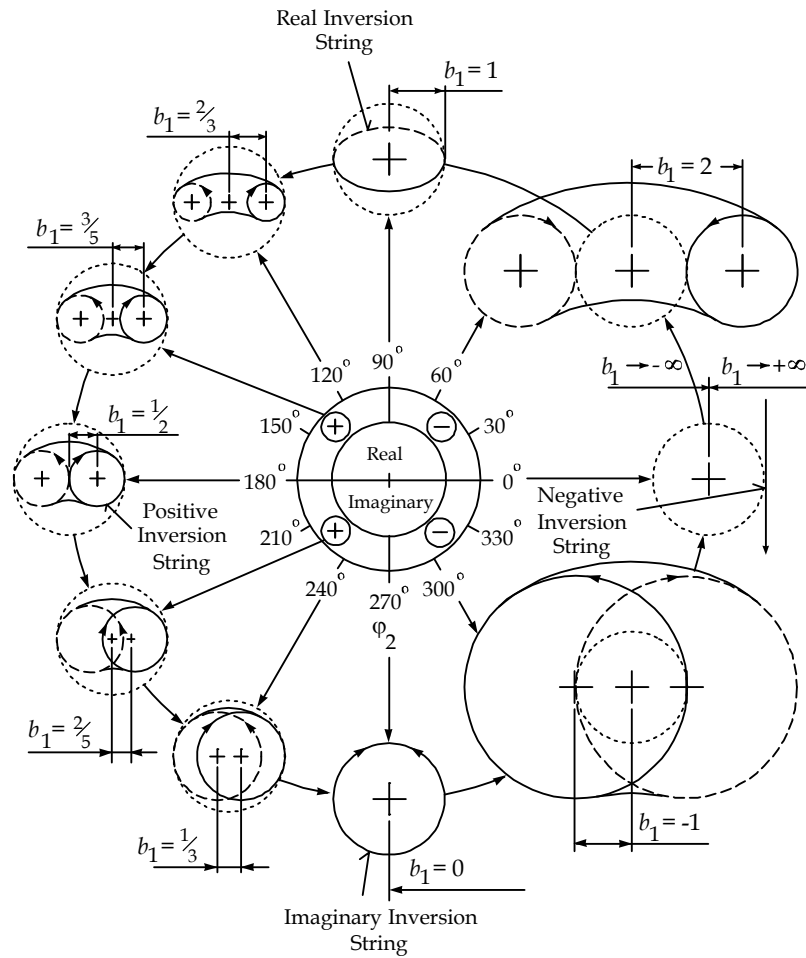 Real Inversion
String
b₁ = 1
b₁ = ⅔
b₁ = 2
b₁ = ⅗
120°
90°
60°
b₁ → - ∞
b₁ → + ∞
b₁ = ½
150°
+
−
30°
Real
180°
0°
Imaginary
Positive
Inversion
String
Negative
Inversion
String
210°
+
−
330°
240°
270°
300°
φ₂
b₁ = ⅖
b₁ = ⅓
b₁ = 0
b₁ = -1
Imaginary Inversion
String